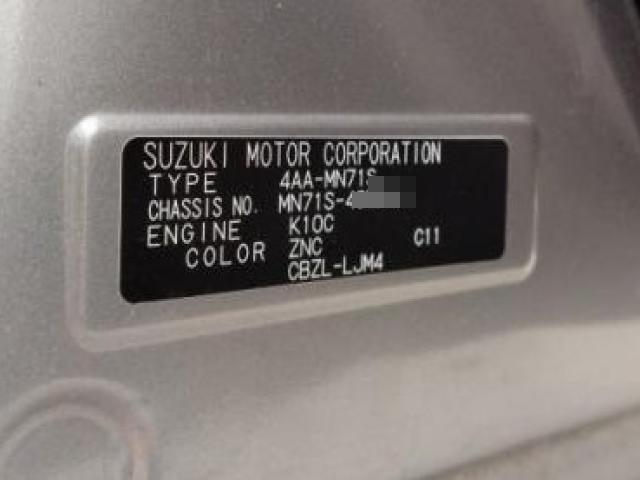 SUZUKI MOTOR CORPORATION
TYPE 4AA-MN71S
CHASSIS NO. MN71S-4
ENGINE K10C
COLOR ZNC C11
CBZL-LJM4